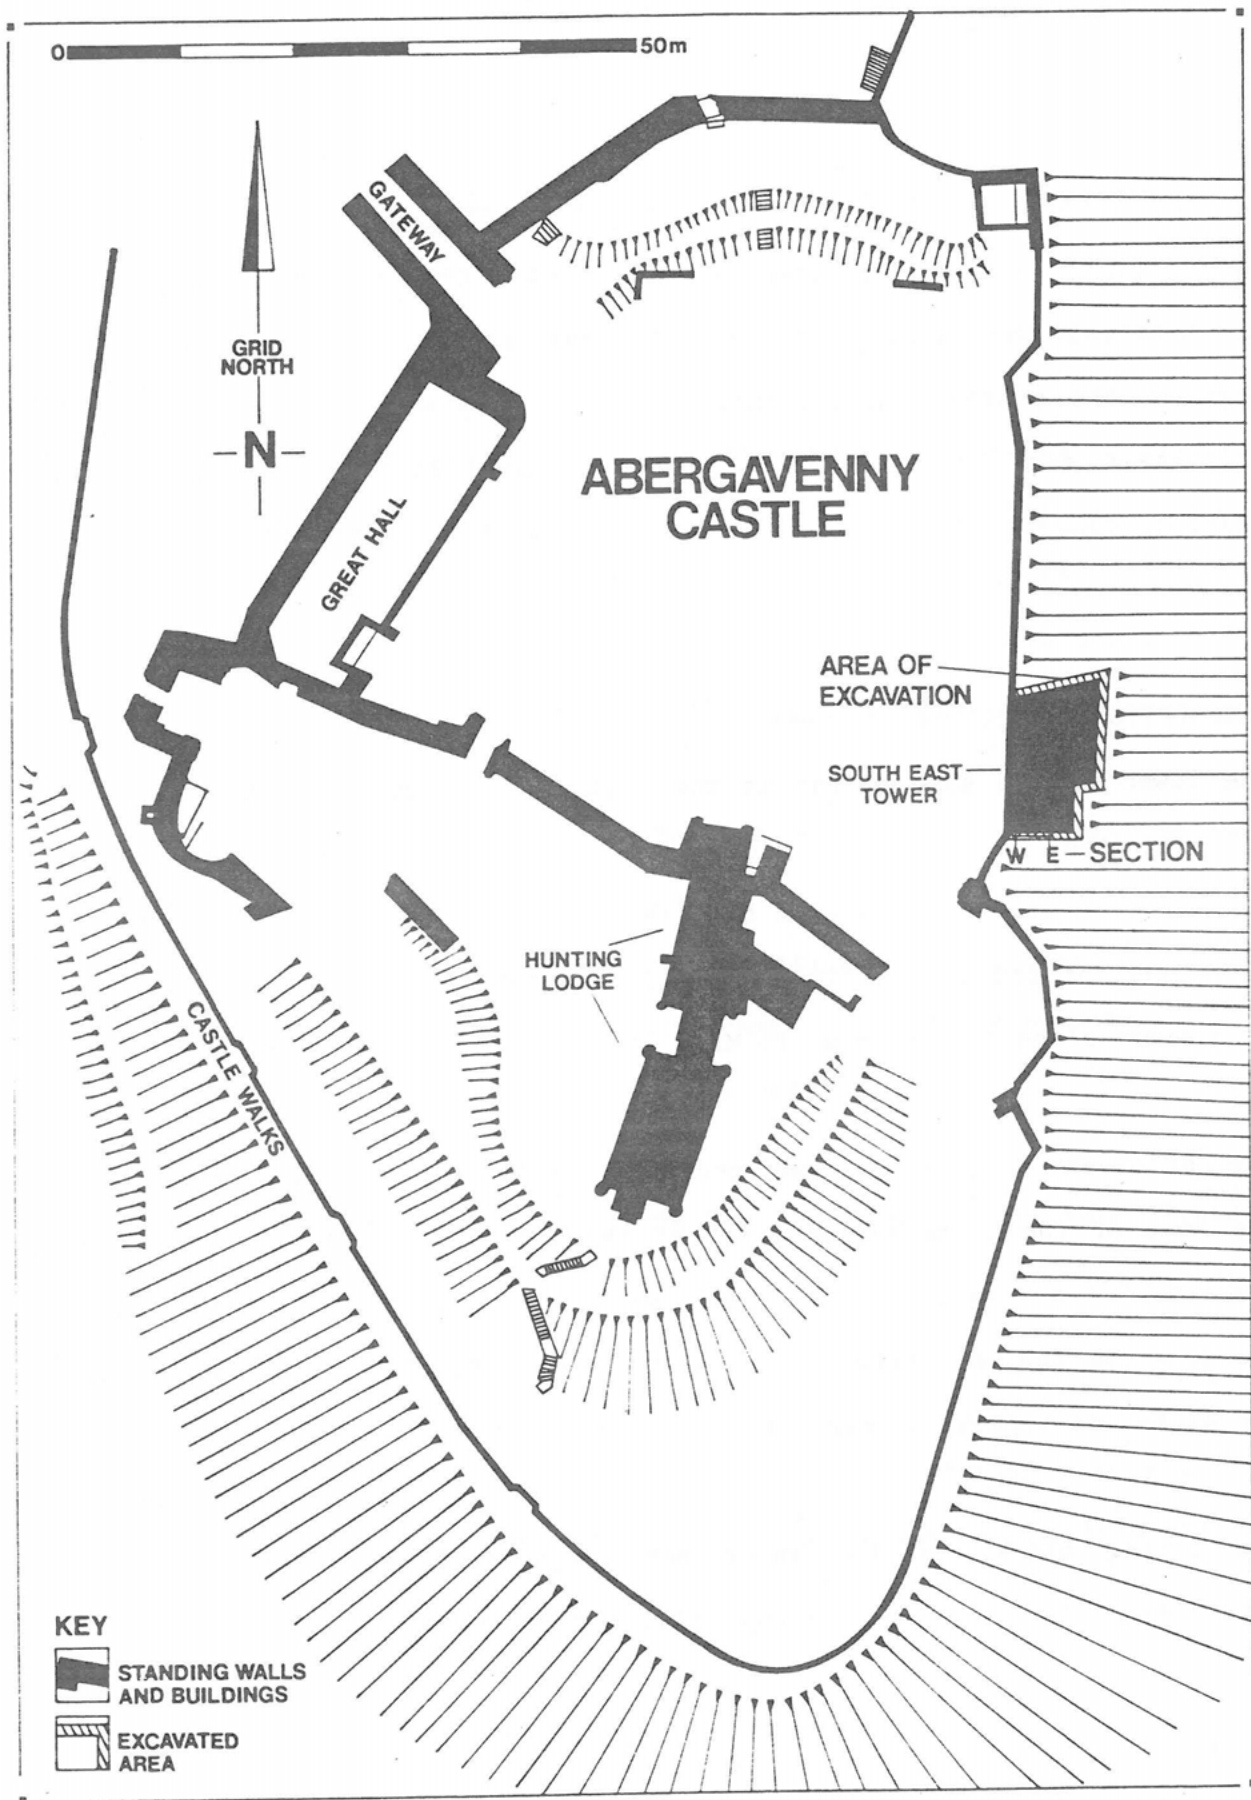 0 50m
GATEWAY
GRID
NORTH
N
ABERGAVENNY
CASTLE
GREAT HALL
AREA OF
EXCAVATION
SOUTH EAST
TOWER
W E SECTION
HUNTING
LODGE
CASTLE WALKS
KEY
STANDING WALLS
AND BUILDINGS
EXCAVATED
AREA